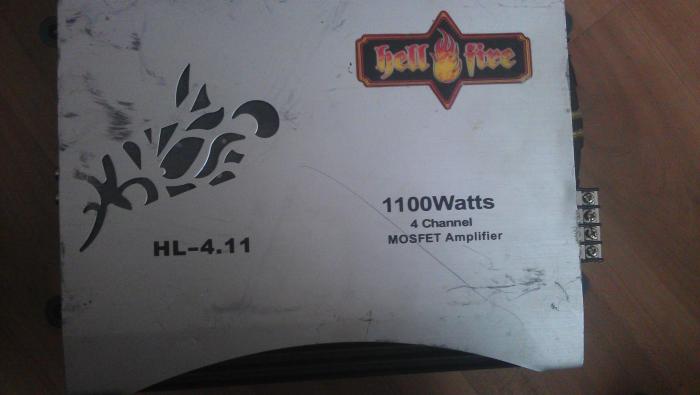 hell fire
1100Watts
4 Channel
MOSFET Amplifier
HL-4.11